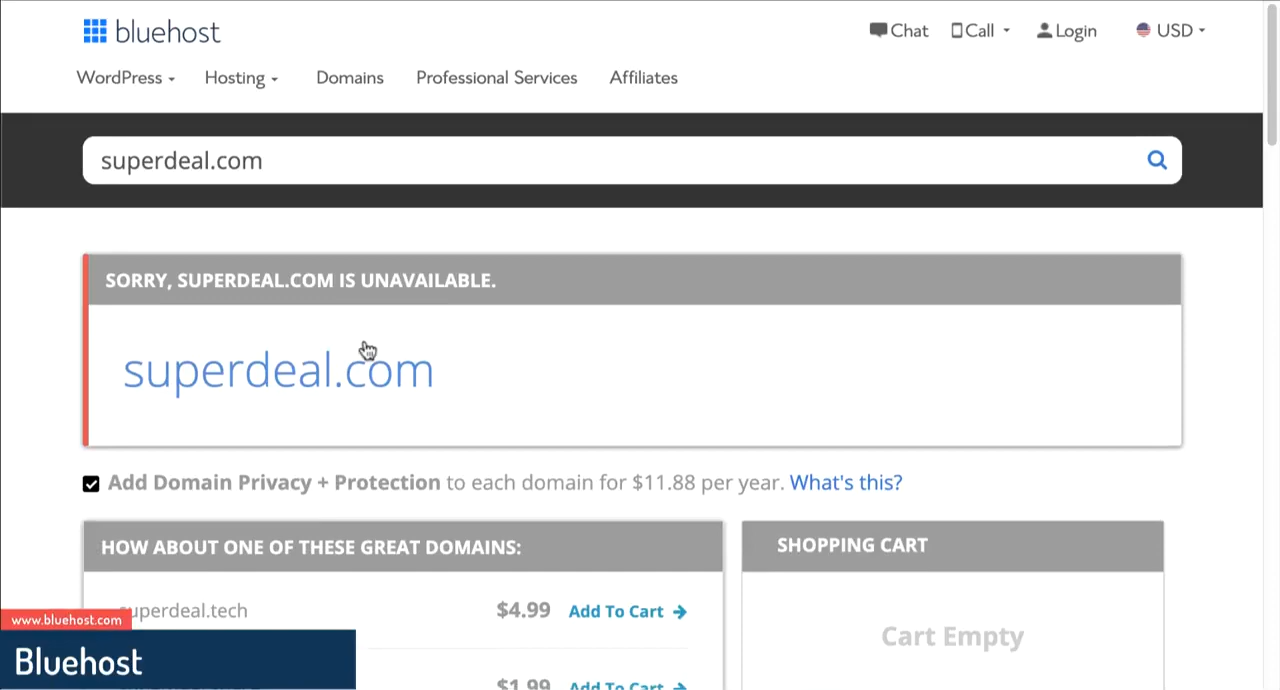 bluehost
Chat Call Login USD
WordPress Hosting Domains Professional Services Affiliates
superdeal.com
SORRY, SUPERDEAL.COM IS UNAVAILABLE.
superdeal.com
Add Domain Privacy + Protection to each domain for $11.88 per year. What's this?
HOW ABOUT ONE OF THESE GREAT DOMAINS:
superdeal.tech $4.99 Add To Cart
$1.99 Add To Cart
SHOPPING CART
Cart Empty
www.bluehost.com
Bluehost